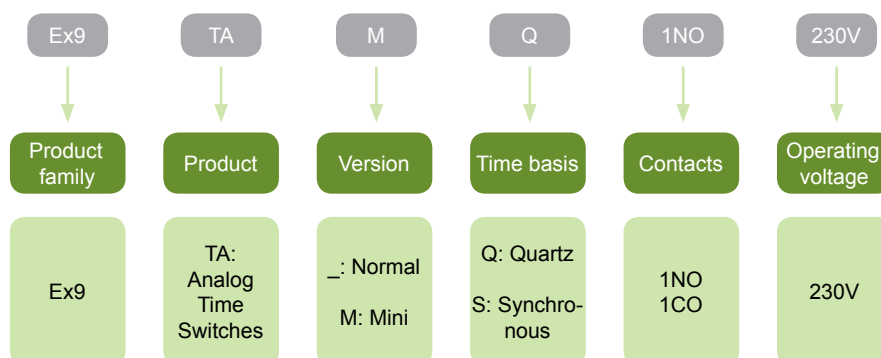 Ex9
TA
M
Q
1NO
230V
Product
family
Product
Version
Time basis
Contacts
Operating
voltage
Ex9
TA:
Analog
Time
Switches
_: Normal
M: Mini
Q: Quartz
S: Synchro-
nous
1NO
1CO
230V